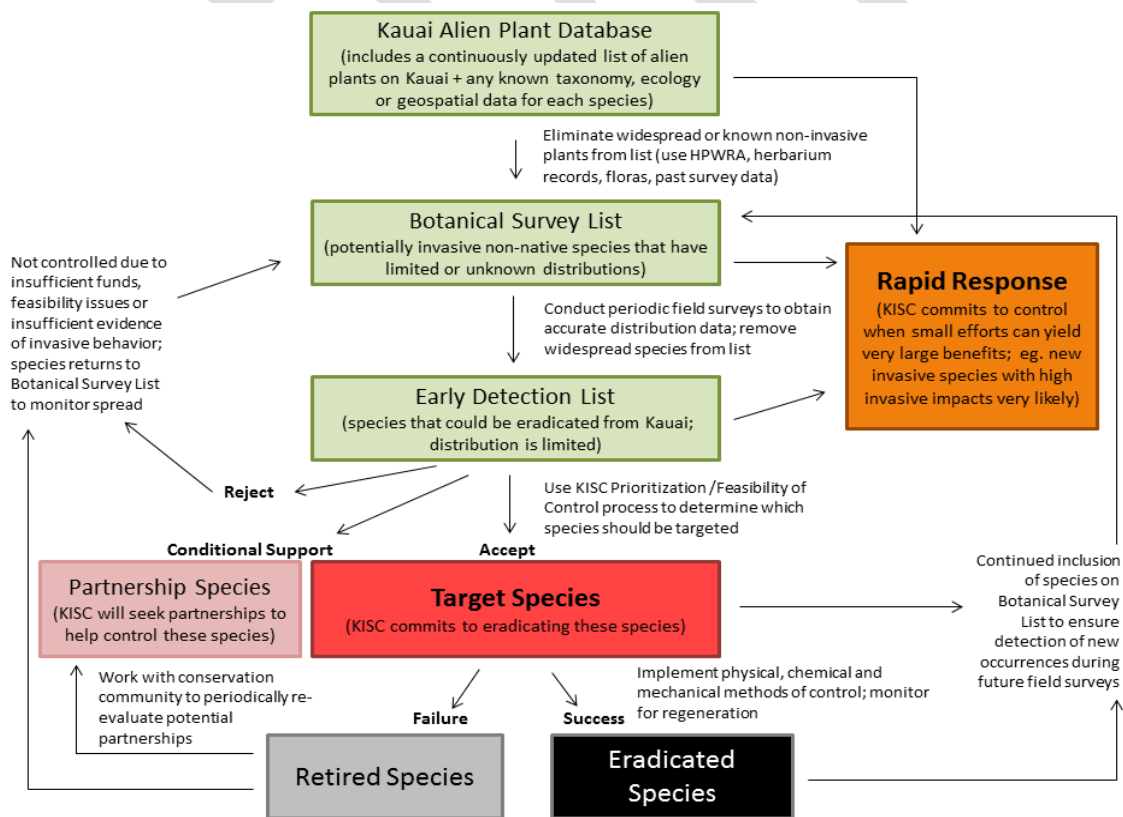 Kauai Alien Plant Database
(includes a continuously updated list of alien
plants on Kauai + any known taxonomy, ecology
or geospatial data for each species)
Eliminate widespread or known non-invasive
plants from list (use HPWRA, herbarium
records, floras, past survey data)
Botanical Survey List
(potentially invasive non-native species that have
limited or unknown distributions)
Not controlled due to
insufficient funds,
feasibility issues or
insufficient evidence
of invasive behavior;
species returns to
Botanical Survey List
to monitor spread
Rapid Response
(KISC commits to control
when small efforts can yield
very large benefits; eg. new
invasive species with high
invasive impacts very likely)
Conduct periodic field surveys to obtain
accurate distribution data; remove
widespread species from list
Early Detection List
(species that could be eradicated from Kauai;
distribution is limited)
Reject
Use KISC Prioritization /Feasibility of
Control process to determine which
species should be targeted
Conditional Support
Accept
Partnership Species
(KISC will seek partnerships to
help control these species)
Target Species
(KISC commits to eradicating these species)
Continued inclusion
of species on
Botanical Survey
List to ensure
detection of new
occurrences during
future field surveys
Work with conservation
community to periodically re-
evaluate potential
partnerships
Implement physical, chemical and
mechanical methods of control; monitor
for regeneration
Failure
Success
Retired Species
Eradicated
Species